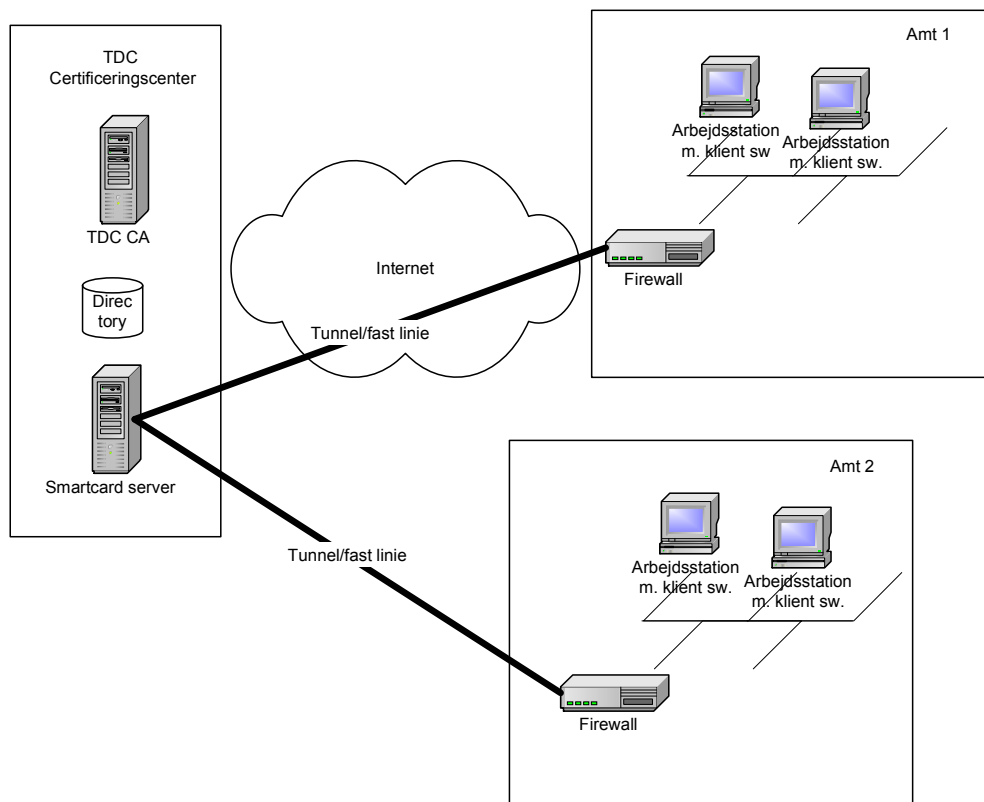 TDC
Certificeringscenter
TDC CA
Direc
tory
Smartcard server
Internet
Tunnel/fast linie
Tunnel/fast linie
Amt 1
Arbejdsstation
m. klient sw
Arbejdsstation
m. klient sw.
Firewall
Amt 2
Arbejdsstation
m. klient sw.
Arbejdsstation
m. klient sw.
Firewall